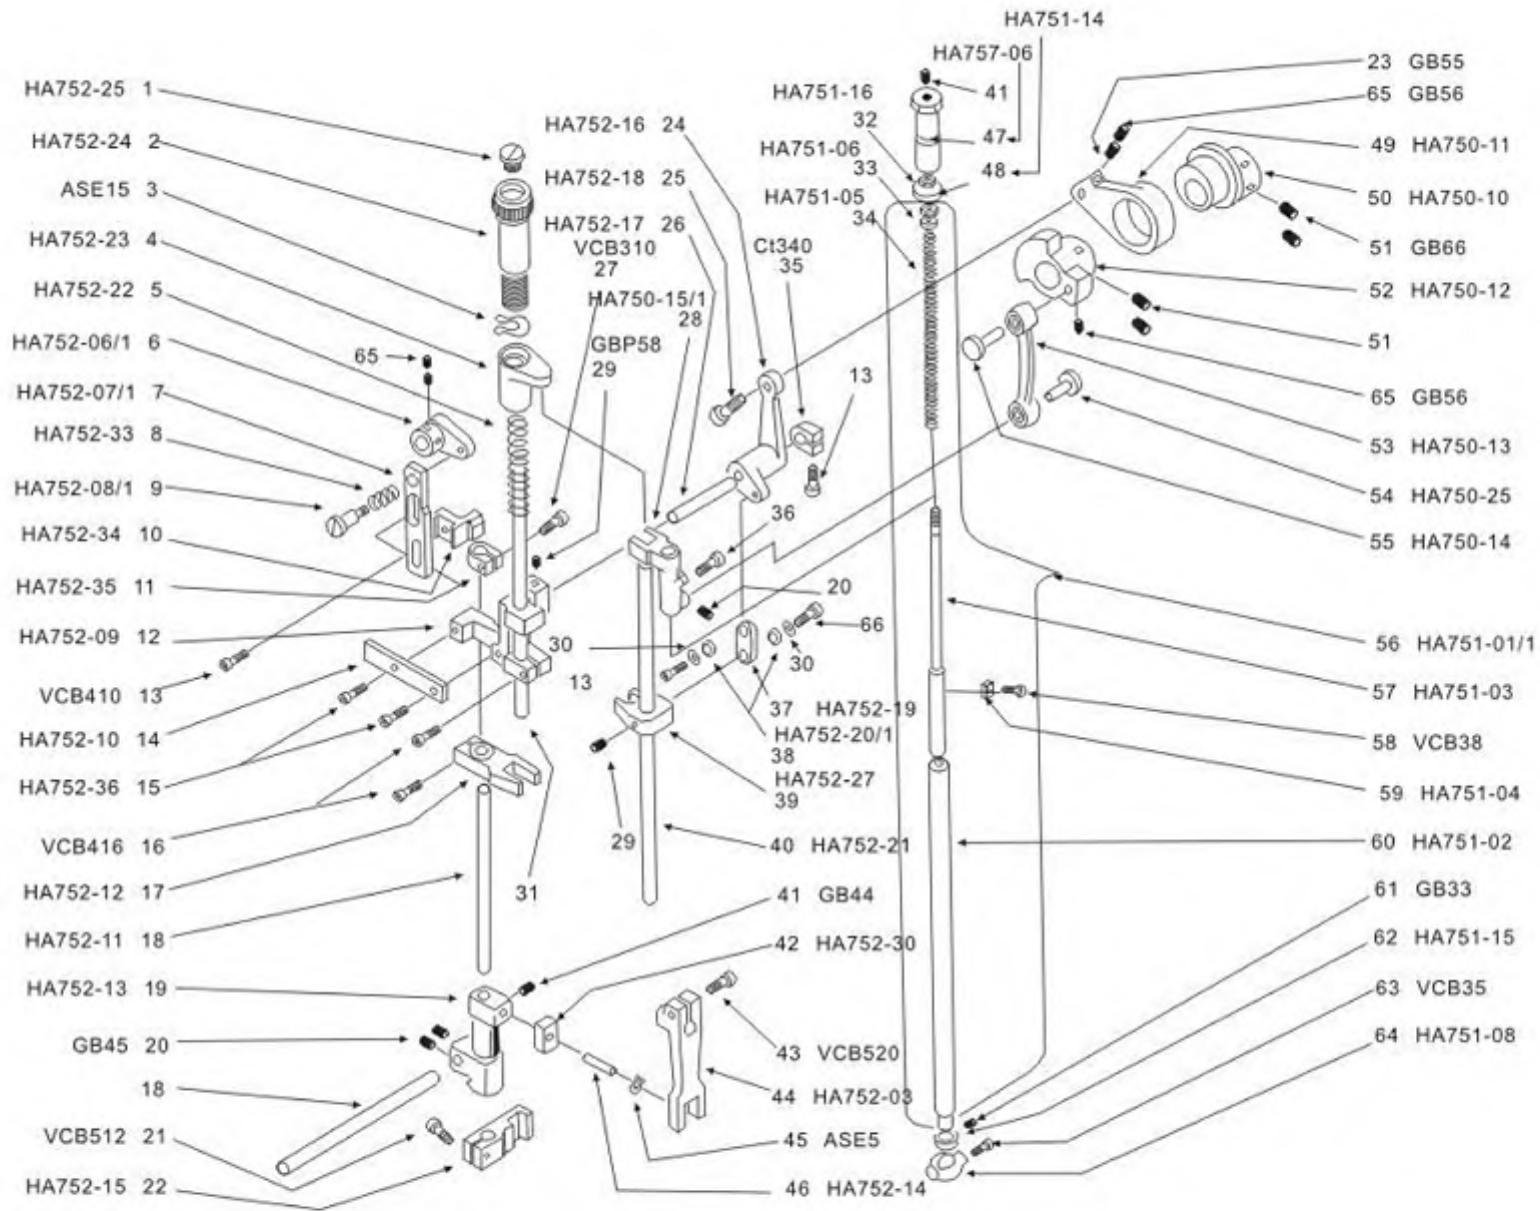 HA752-25 1
HA752-24 2
ASE15 3
HA752-23 4
HA752-22 5
HA752-06/1 6
65
HA752-07/1 7
HA752-33 8
HA752-08/1 9
HA752-34 10
HA752-35 11
HA752-09 12
VCB410 13
HA752-10 14
HA752-36 15
VCB416 16
HA752-12 17
HA752-11 18
HA752-13 19
GB45 20
18
VCB512 21
HA752-15 22
HA752-16 24
HA752-18 25
HA752-17 26
VCB310
27
HA750-15/1
28
GBP58
29
Ct340
35
13
36
20
66
30
30
13
37 HA752-19
HA752-20/1
38
HA752-27
39
29
40 HA752-21
31
41 GB44
42 HA752-30
43 VCB520
44 HA752-03
45 ASE5
46 HA752-14
HA751-14
HA757-06
41
HA751-16
32
47
HA751-06
33
48
HA751-05
34
23 GB55
65 GB56
49 HA750-11
50 HA750-10
51 GB66
52 HA750-12
51
65 GB56
53 HA750-13
54 HA750-25
55 HA750-14
56 HA751-01/1
57 HA751-03
58 VCB38
59 HA751-04
60 HA751-02
61 GB33
62 HA751-15
63 VCB35
64 HA751-08